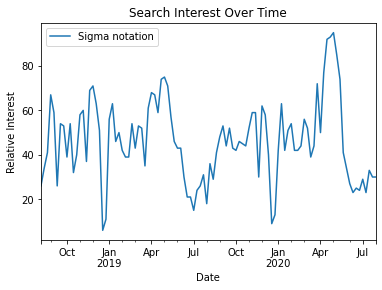 Search Interest Over Time
Sigma notation
Relative Interest
80
60
40
20
Oct
Jan
2019
Apr
Jul
Oct
Jan
2020
Apr
Jul
Date